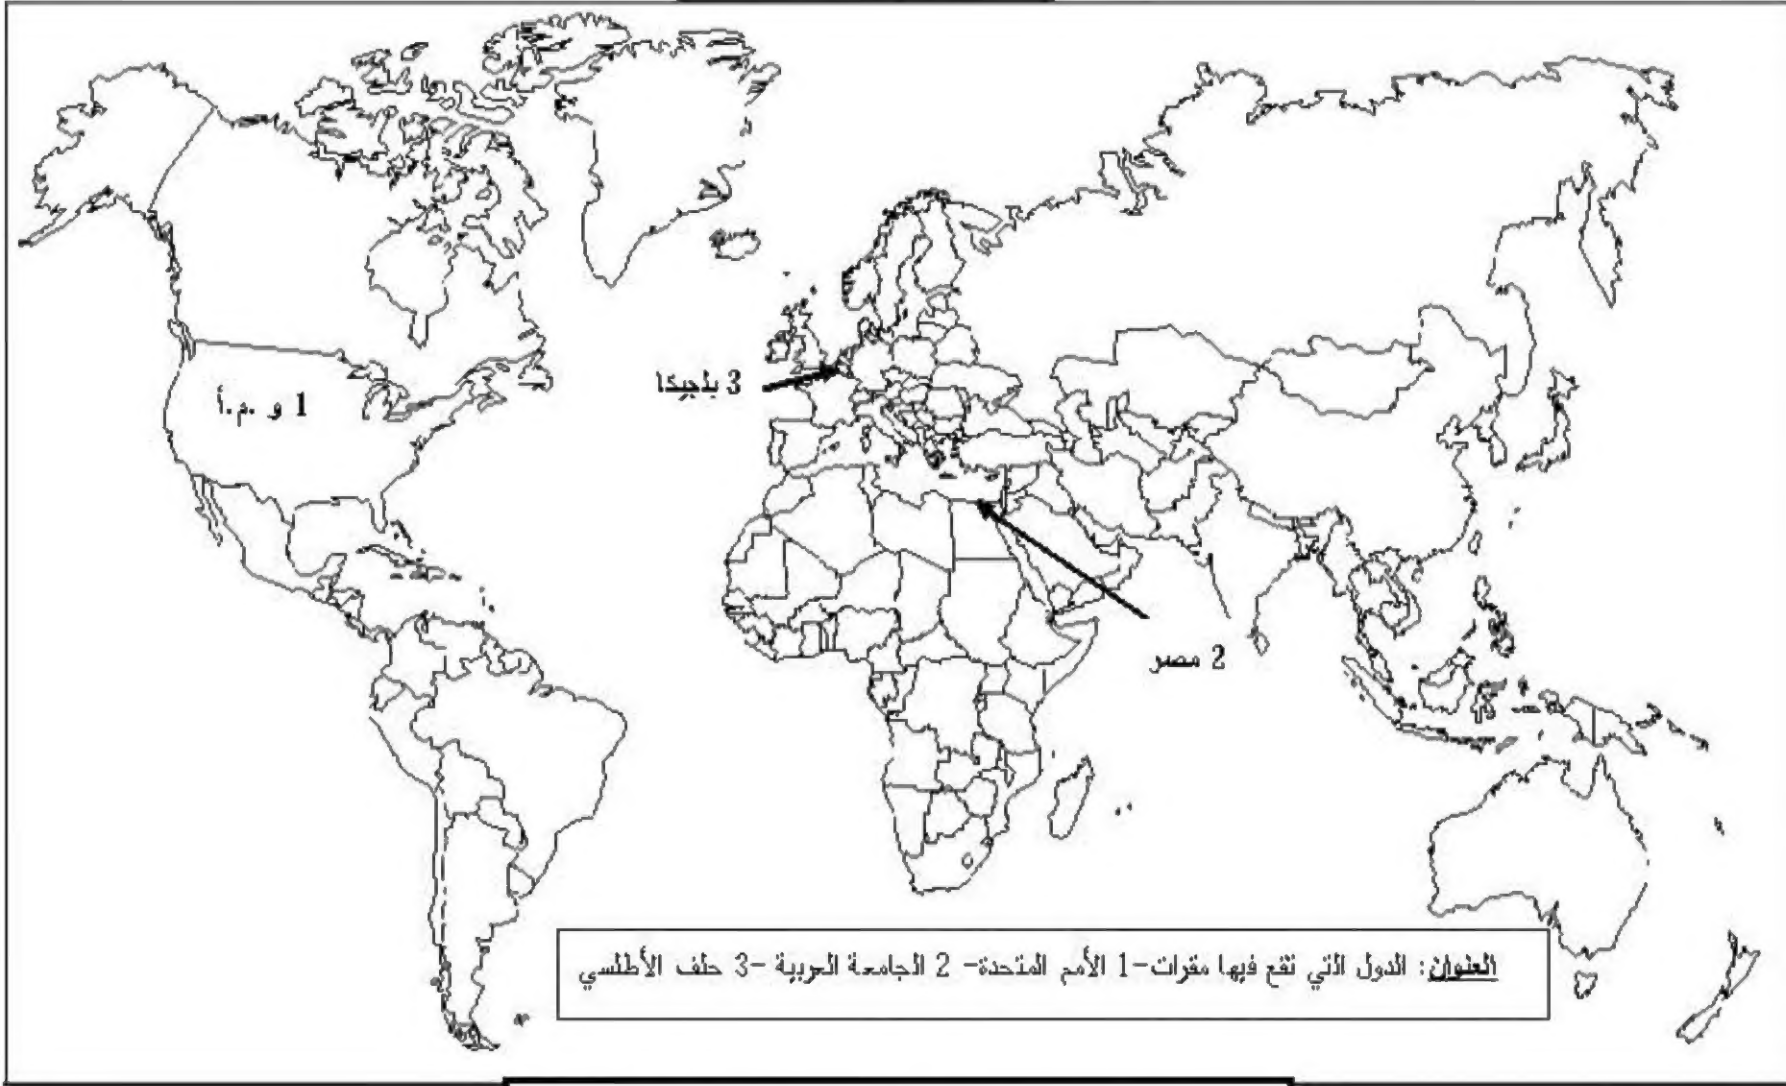 3 بلجيكا
1 و .م.أ
2 مصر
العنوان: الدول التي تقع فيها مقرات-1 الأمم المتحدة- 2 الجامعة العربية -3 حلف الأطلسي